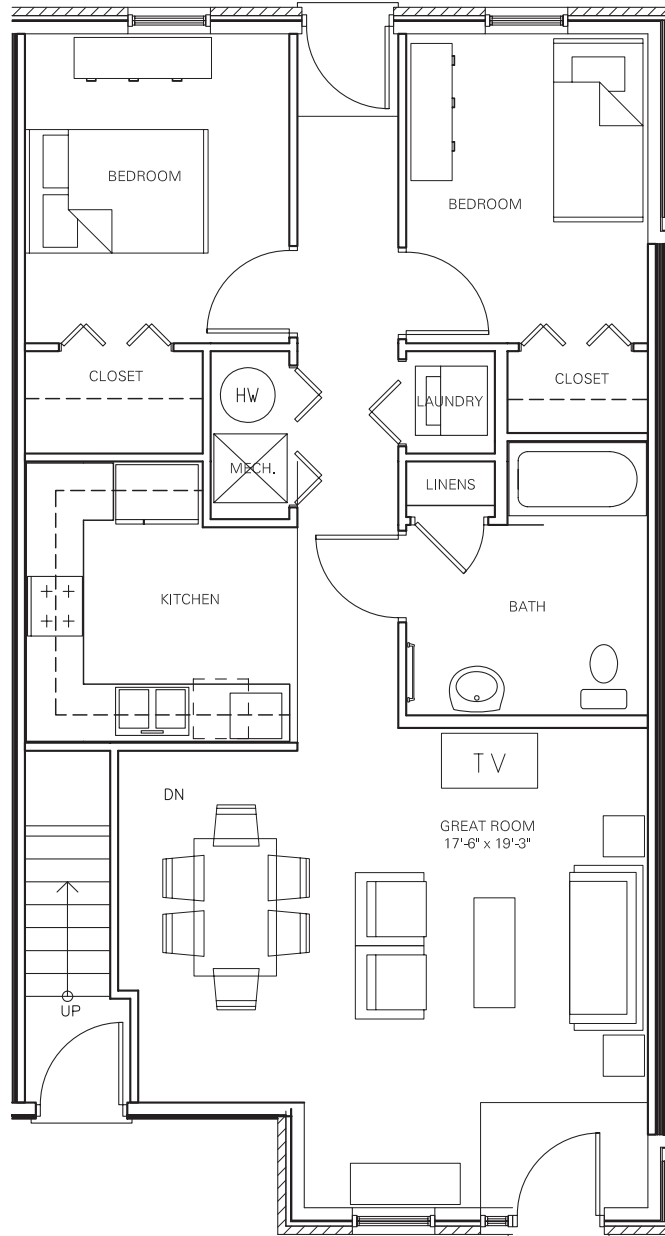 BEDROOM
BEDROOM
CLOSET
HW
LAUNDRY
CLOSET
MECH.
LINENS
KITCHEN
BATH
TV
DN
GREAT ROOM
17'-6" x 19'-3"
UP